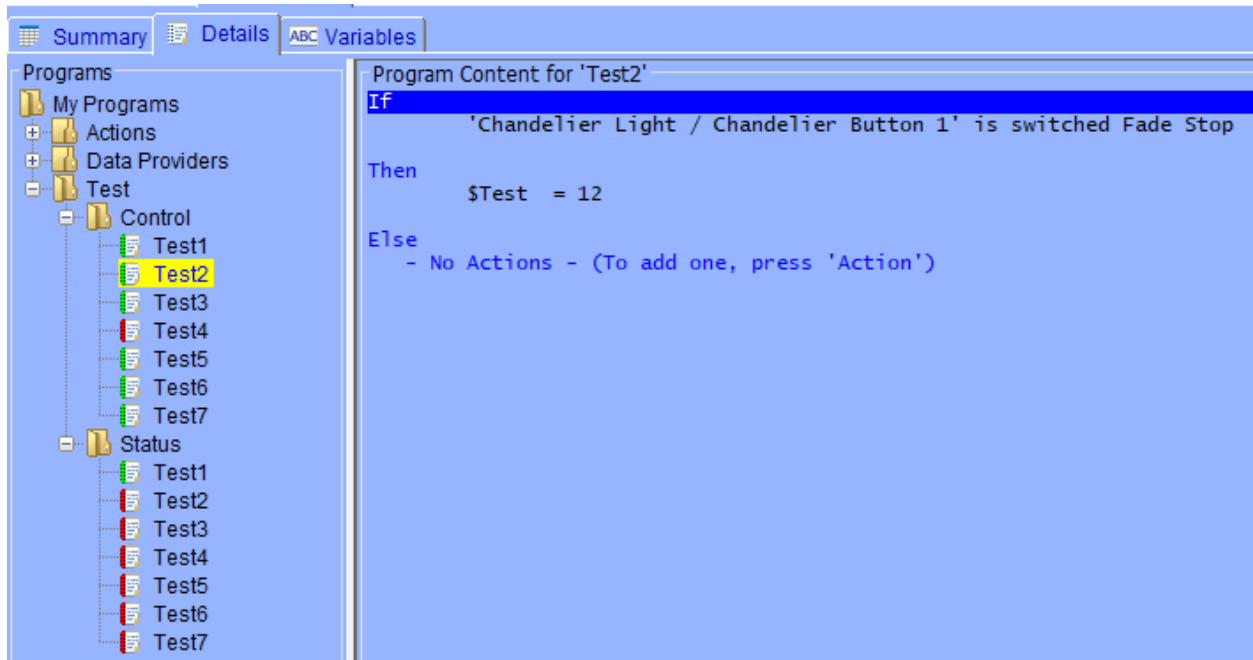 Summary
Details
ABC Variables
Programs
My Programs
Actions
Data Providers
Test
Control
Test1
Test2
Test3
Test4
Test5
Test6
Test7
Status
Test1
Test2
Test3
Test4
Test5
Test6
Test7
Program Content for 'Test2'
If
'Chandelier Light / Chandelier Button 1' is switched Fade Stop
Then
$Test = 12
Else
- No Actions - (To add one, press 'Action')